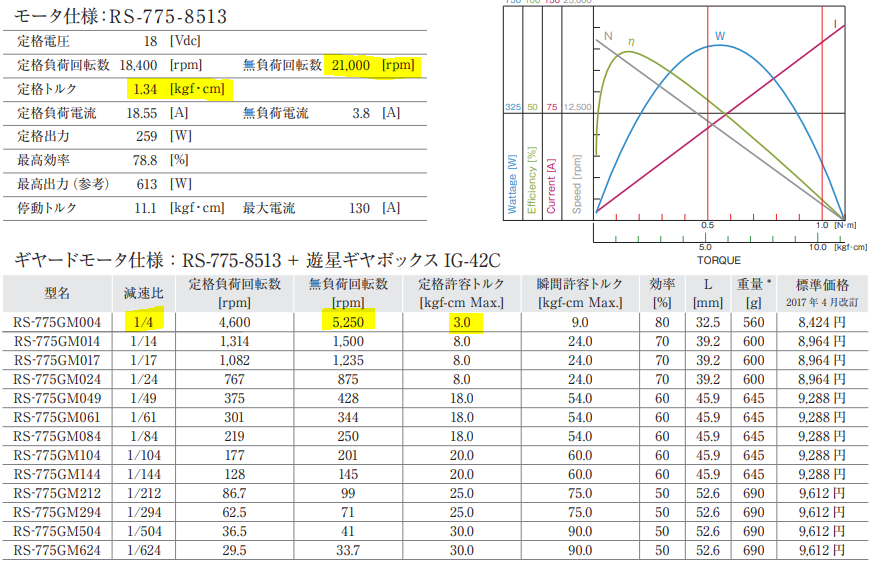 モータ仕様：RS-775-8513
定格電圧 18 [Vdc]
定格負荷回転数 18,400 [rpm] 無負荷回転数 21,000 [rpm]
定格トルク 1.34 [kgf·cm]
定格負荷電流 18.55 [A] 無負荷電流 3.8 [A]
定格出力 259 [W]
最高効率 78.8 [%]
最高出力（参考） 613 [W]
停動トルク 11.1 [kgf·cm] 最大電流 130 [A]
750 100 150 25.000
N η W I
325 50 75 12.500
Wattage [W]
Efficiency [%]
Current [A]
Speed [rpm]
0.5 1.0 [N·m]
5.0 10.0 [kgf·cm]
TORQUE
ギヤードモータ仕様：RS-775-8513 + 遊星ギヤボックス IG-42C
型名 減速比 定格負荷回転数 [rpm] 無負荷回転数 [rpm] 定格許容トルク [kgf-cm Max.] 瞬間許容トルク [kgf-cm Max.] 効率 [%] L [mm] 重量* [g] 標準価格 2017年4月改訂
RS-775GM004 1/4 4,600 5,250 3.0 9.0 80 32.5 560 8,424円
RS-775GM014 1/14 1,314 1,500 8.0 24.0 70 39.2 600 8,964円
RS-775GM017 1/17 1,082 1,235 8.0 24.0 70 39.2 600 8,964円
RS-775GM024 1/24 767 875 8.0 24.0 70 39.2 600 8,964円
RS-775GM049 1/49 375 428 18.0 54.0 60 45.9 645 9,288円
RS-775GM061 1/61 301 344 18.0 54.0 60 45.9 645 9,288円
RS-775GM084 1/84 219 250 18.0 54.0 60 45.9 645 9,288円
RS-775GM104 1/104 177 201 20.0 60.0 60 45.9 645 9,288円
RS-775GM144 1/144 128 145 20.0 60.0 60 45.9 645 9,288円
RS-775GM212 1/212 86.7 99 25.0 75.0 50 52.6 690 9,612円
RS-775GM294 1/294 62.5 71 25.0 75.0 50 52.6 690 9,612円
RS-775GM504 1/504 36.5 41 30.0 90.0 50 52.6 690 9,612円
RS-775GM624 1/624 29.5 33.7 30.0 90.0 50 52.6 690 9,612円